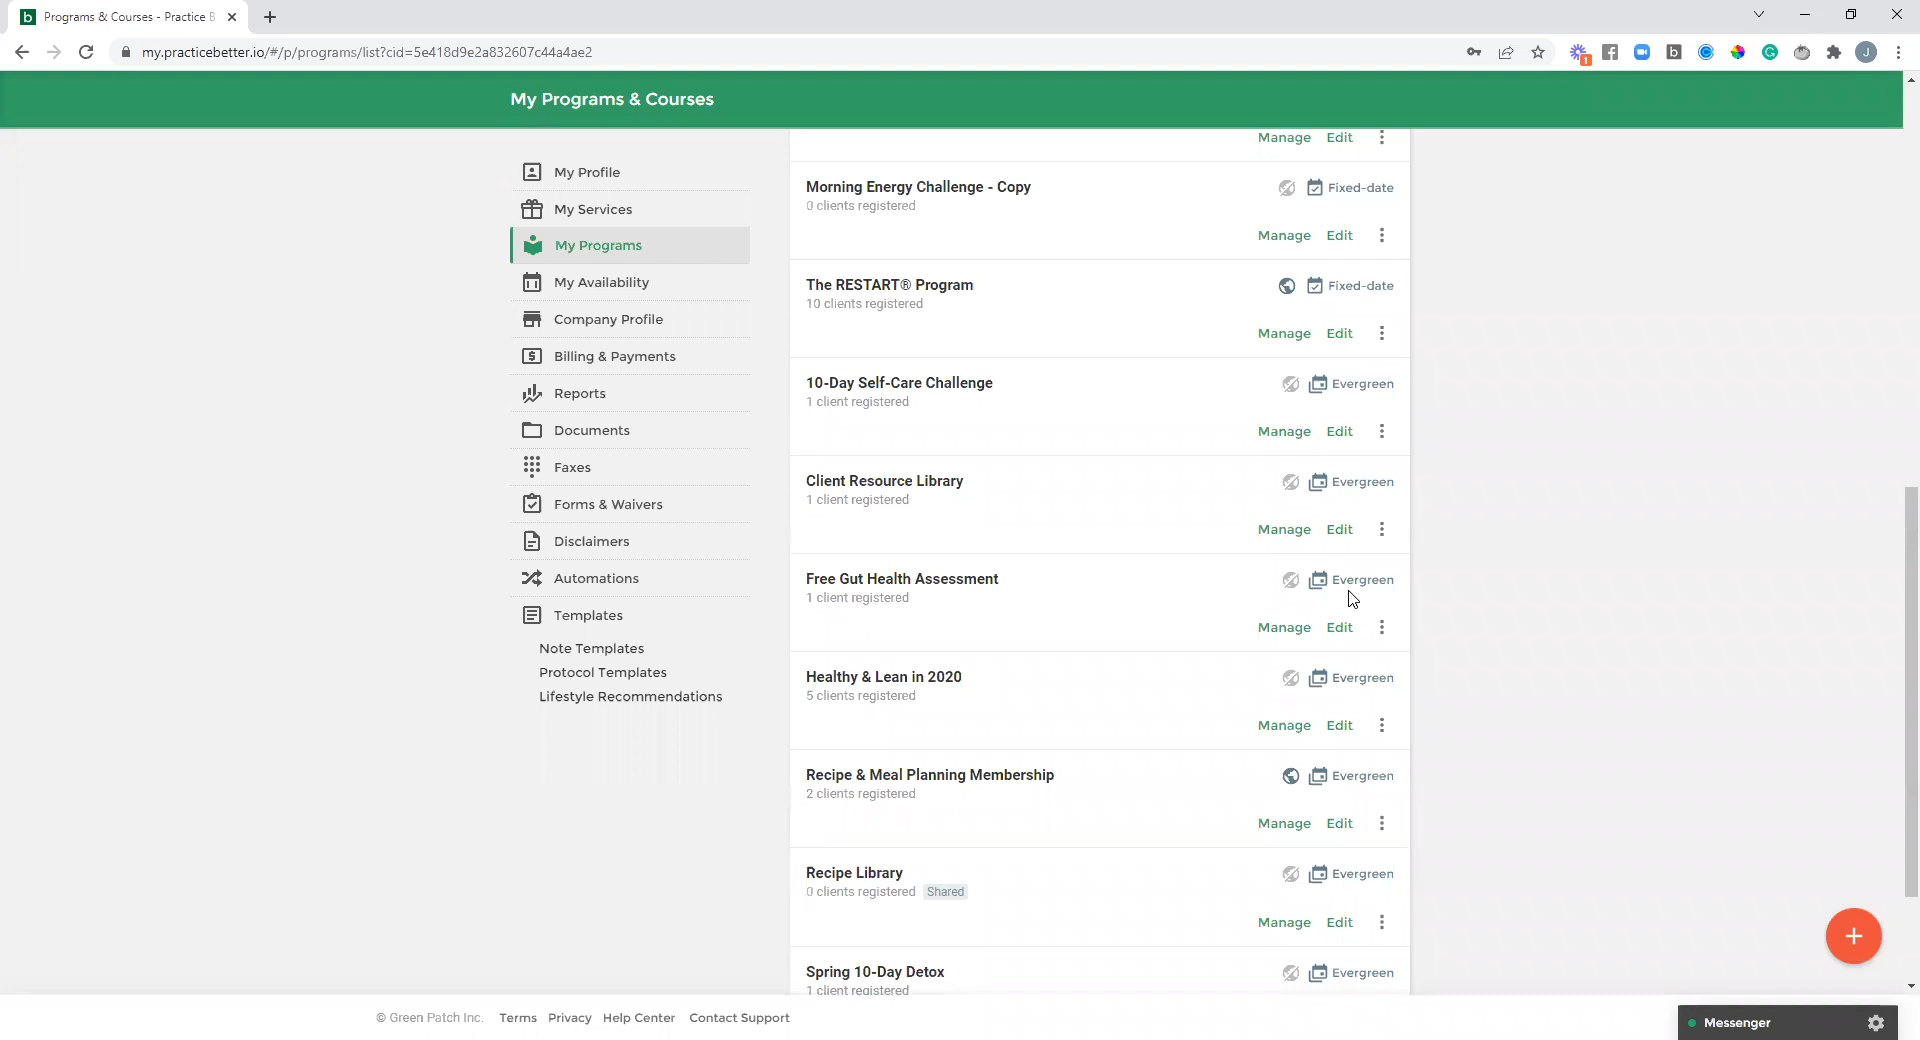 Programs & Courses - Practice B
my.practicebetter.io/#/p/programs/list?cid=5e418d9e2a832607c44a4ae2
1
J
My Programs & Courses
My Profile
My Services
My Programs
My Availability
Company Profile
Billing & Payments
Reports
Documents
Faxes
Forms & Waivers
Disclaimers
Automations
Templates
Note Templates
Protocol Templates
Lifestyle Recommendations
Manage Edit
Morning Energy Challenge - Copy
Fixed-date
0 clients registered
Manage Edit
The RESTART® Program
Fixed-date
10 clients registered
Manage Edit
10-Day Self-Care Challenge
Evergreen
1 client registered
Manage Edit
Client Resource Library
Evergreen
1 client registered
Manage Edit
Free Gut Health Assessment
Evergreen
1 client registered
Manage Edit
Healthy & Lean in 2020
Evergreen
5 clients registered
Manage Edit
Recipe & Meal Planning Membership
Evergreen
2 clients registered
Manage Edit
Recipe Library
Evergreen
0 clients registered Shared
Manage Edit
Spring 10-Day Detox
Evergreen
1 client registered
© Green Patch Inc. Terms Privacy Help Center Contact Support
Messenger